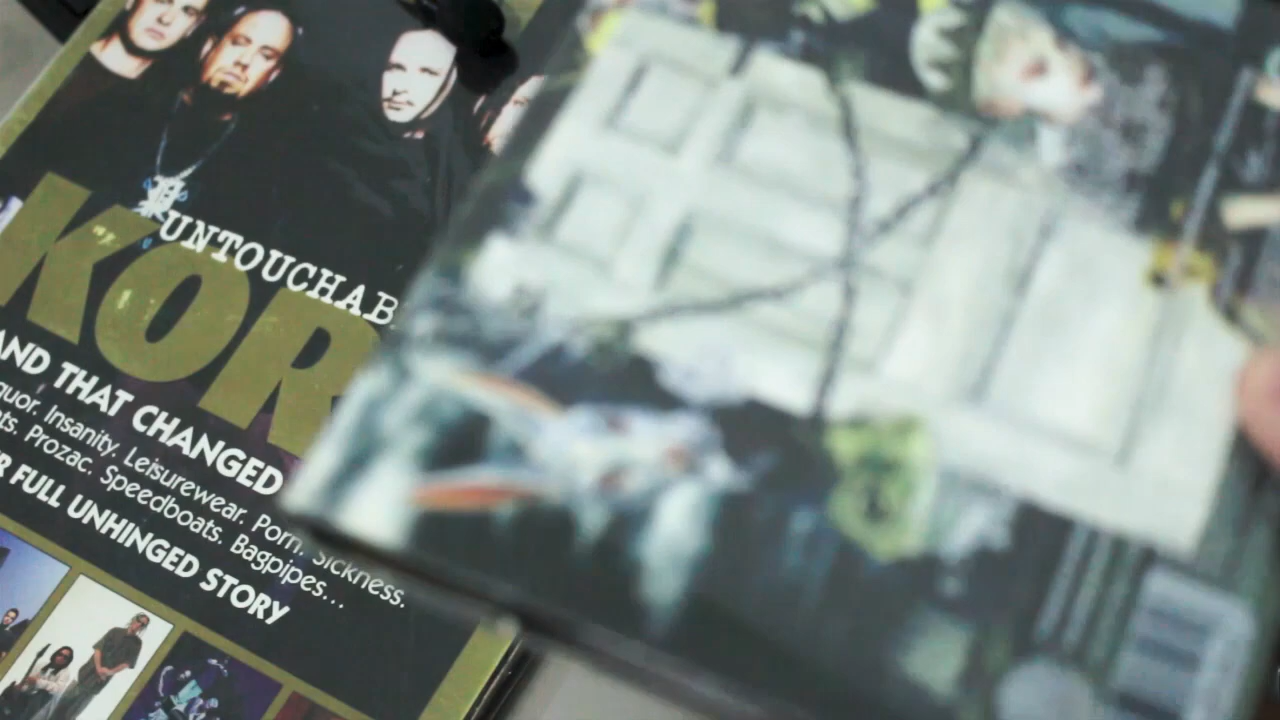 UNTOUCHAB
KOR
AND THAT CHANGED
quor. Insanity. Leisurewear. Porn. Sickness.
ts. Prozac. Speedboats. Bagpipes...
R FULL UNHINGED STORY